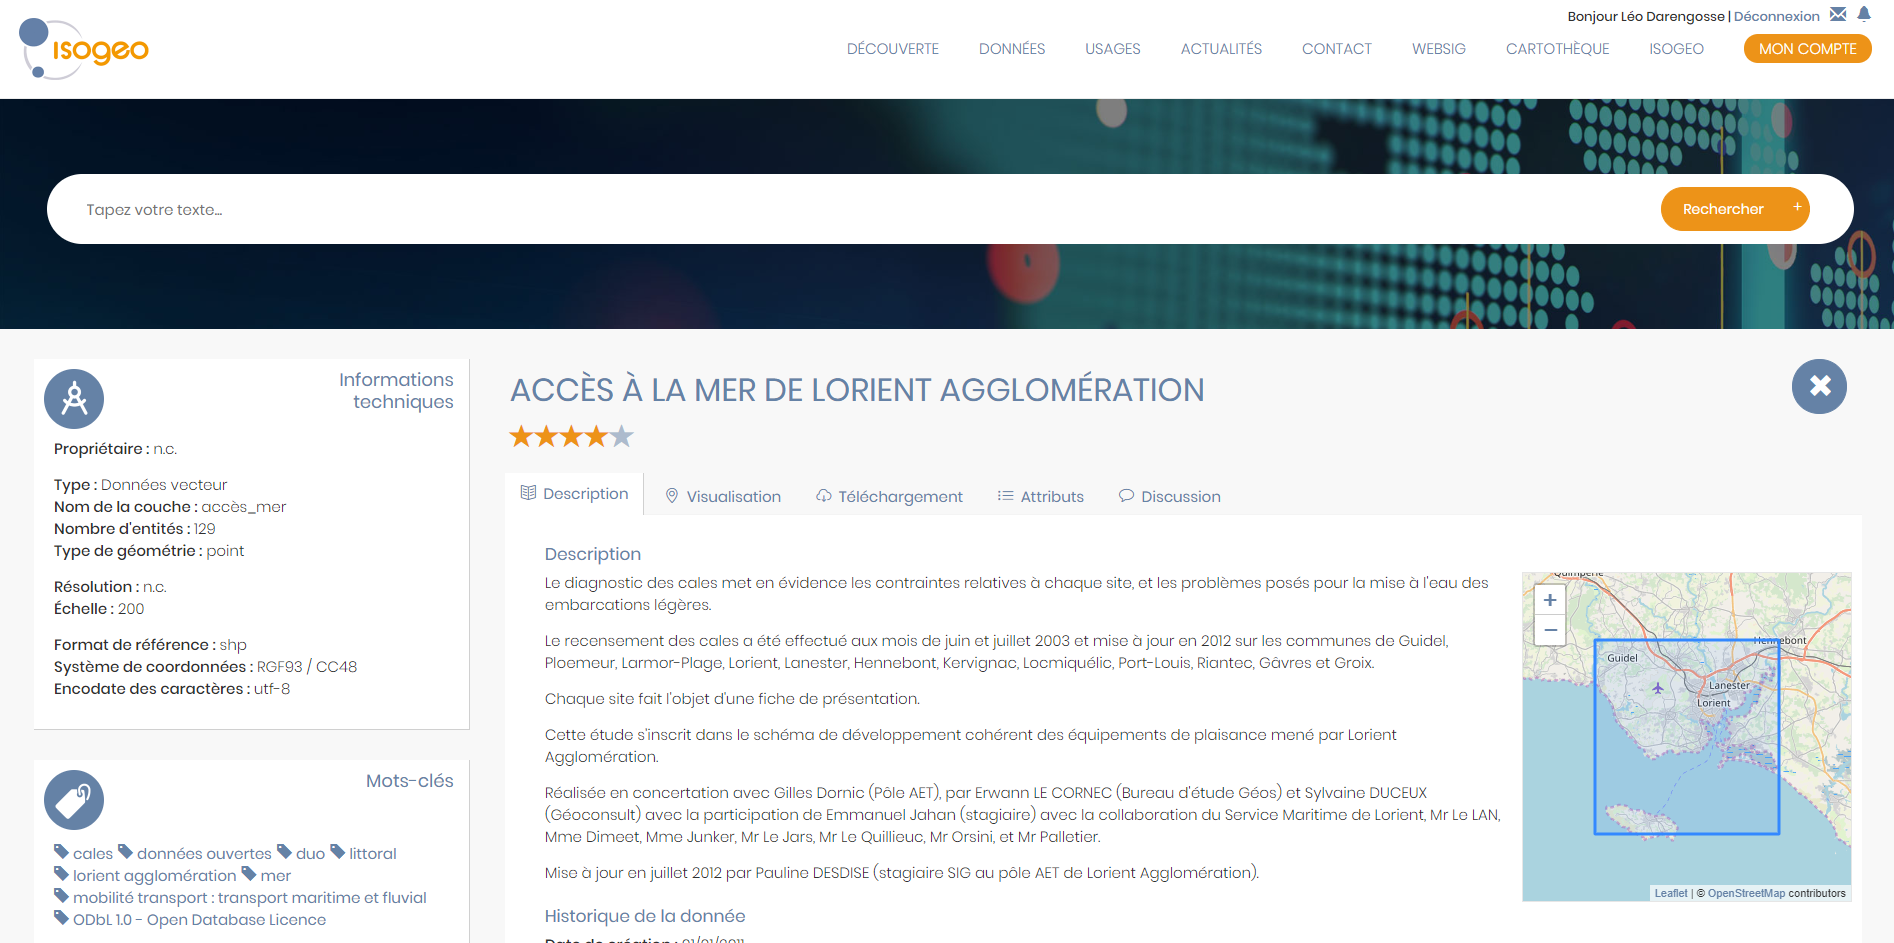 Bonjour Léo Darengosse | Déconnexion
isogeo
DÉCOUVERTE DONNÉES USAGES ACTUALITÉS CONTACT WEBSIG CARTOTHÈQUE ISOGEO MON COMPTE
Tapez votre texte...
Rechercher +
Informations
techniques
Propriétaire : n.c.
Type : Données vecteur
Nom de la couche : accès_mer
Nombre d'entités : 129
Type de géométrie : point
Résolution : n.c.
Échelle : 200
Format de référence : shp
Système de coordonnées : RGF93 / CC48
Encodate des caractères : utf-8
Mots-clés
cales données ouvertes duo littoral
lorient agglomération mer
mobilité transport : transport maritime et fluvial
ODbL 1.0 - Open Database Licence
ACCÈS À LA MER DE LORIENT AGGLOMÉRATION
Description Visualisation Téléchargement Attributs Discussion
Description
Le diagnostic des cales met en évidence les contraintes relatives à chaque site, et les problèmes posés pour la mise à l'eau des
embarcations légères.
Le recensement des cales a été effectué aux mois de juin et juillet 2003 et mise à jour en 2012 sur les communes de Guidel,
Ploemeur, Larmor-Plage, Lorient, Lanester, Hennebont, Kervignac, Locmiquélic, Port-Louis, Riantec, Gâvres et Groix.
Chaque site fait l'objet d'une fiche de présentation.
Cette étude s'inscrit dans le schéma de développement cohérent des équipements de plaisance mené par Lorient
Agglomération.
Réalisée en concertation avec Gilles Dornic (Pôle AET), par Erwann LE CORNEC (Bureau d'étude Géos) et Sylvaine DUCEUX
(Géoconsult) avec la participation de Emmanuel Jahan (stagiaire) avec la collaboration du Service Maritime de Lorient, Mr Le LAN,
Mme Dimeet, Mme Junker, Mr Le Jars, Mr Le Quillieuc, Mr Orsini, et Mr Palletier.
Mise à jour en juillet 2012 par Pauline DESDISE (stagiaire SIG au pôle AET de Lorient Agglomération).
Historique de la donnée
Date de création : 01/01/2011
Quimperlé
+
−
Hennebont
Guidel
Lanester
Lorient
Leaflet | © OpenStreetMap contributors